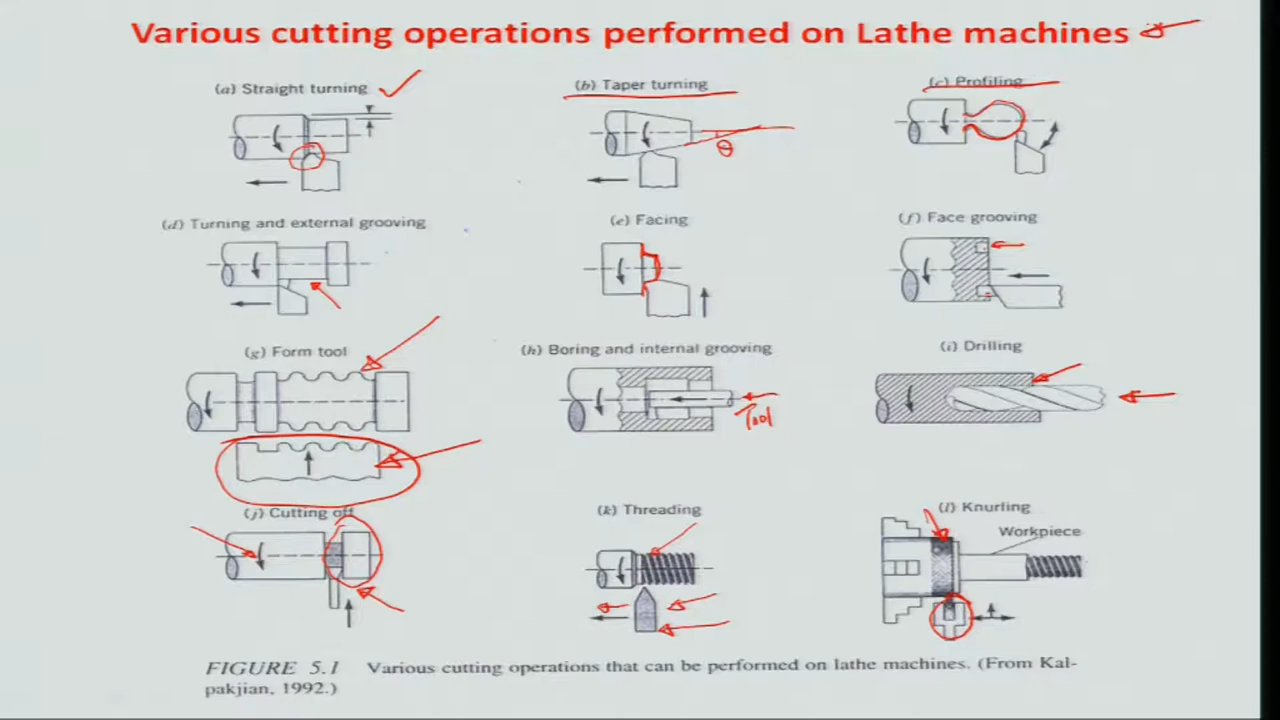 Various cutting operations performed on Lathe machines
(a) Straight turning
(b) Taper turning
(c) Profiling
θ
(d) Turning and external grooving
(e) Facing
(f) Face grooving
(g) Form tool
(h) Boring and internal grooving
(i) Drilling
Tool
(j) Cutting off
(k) Threading
(l) Knurling
Workpiece
FIGURE 5.1 Various cutting operations that can be performed on lathe machines. (From Kal-
pakjian, 1992.)